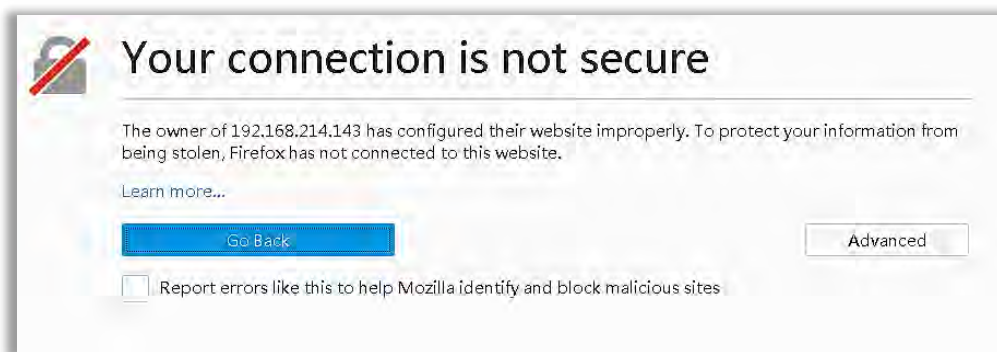 Your connection is not secure
The owner of 192.168.214.143 has configured their website improperly. To protect your information from
being stolen, Firefox has not connected to this website.
Learn more...
Go Back
Advanced
Report errors like this to help Mozilla identify and block malicious sites